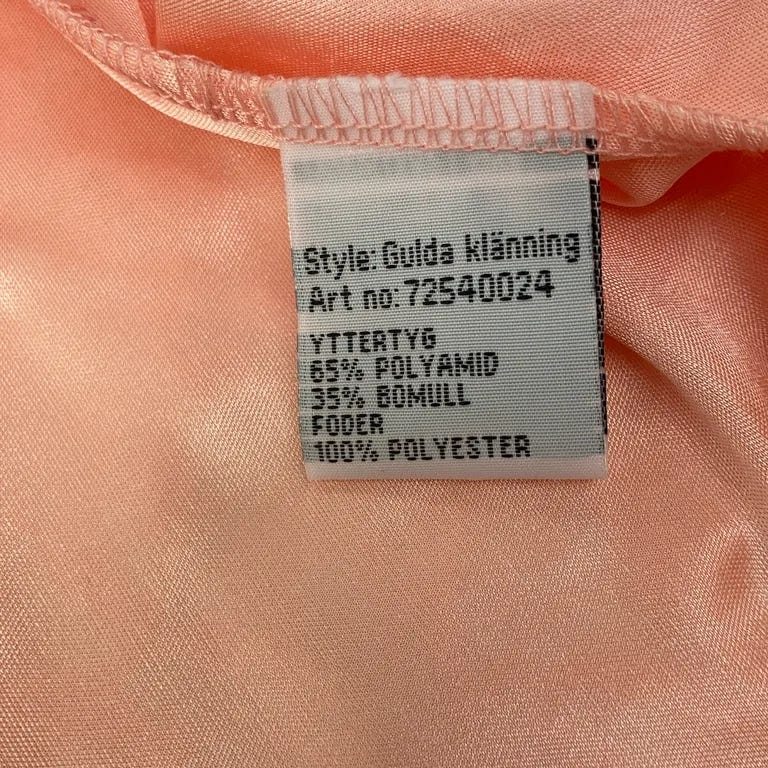 Style: Gulda klänning
Art no: 72540024
YTTERTYG
65% POLYAMID
35% BOMULL
FODER
100% POLYESTER